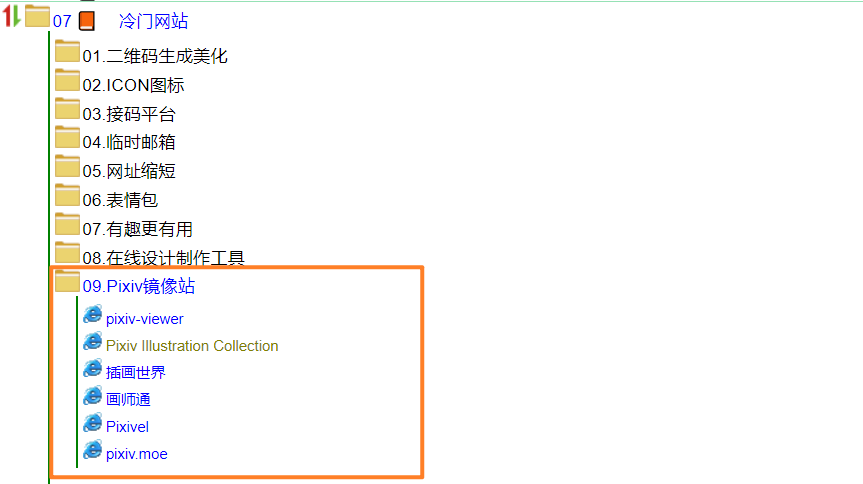 07 冷门网站
01.二维码生成美化
02.ICON图标
03.接码平台
04.临时邮箱
05.网址缩短
06.表情包
07.有趣更有用
08.在线设计制作工具
09.Pixiv镜像站
pixiv-viewer
Pixiv Illustration Collection
插画世界
画师通
Pixivel
pixiv.moe